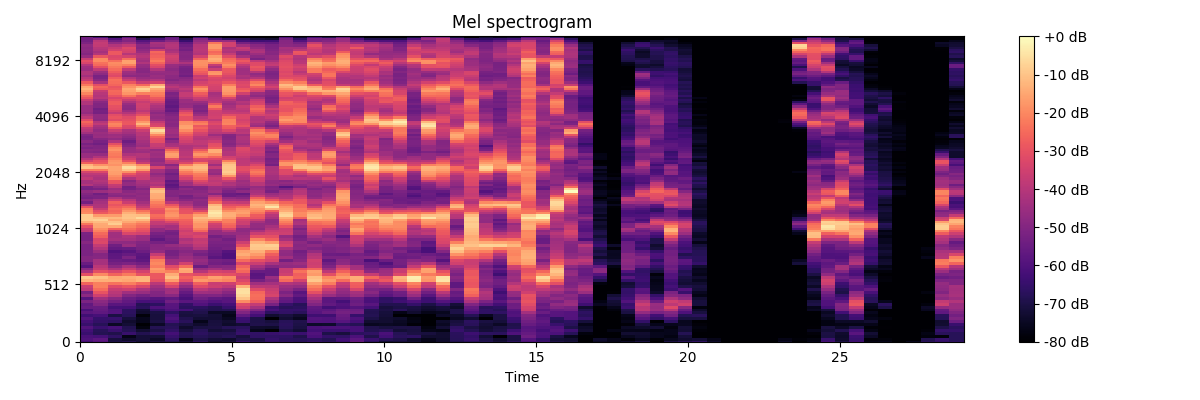 Mel spectrogram
Hz
8192
4096
2048
1024
512
0
0 5 10 15 20 25
Time
+0 dB
-10 dB
-20 dB
-30 dB
-40 dB
-50 dB
-60 dB
-70 dB
-80 dB